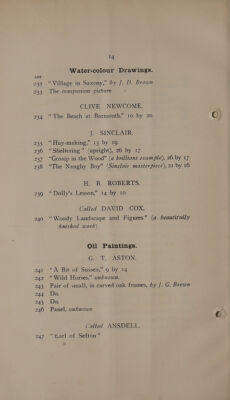 14
Water-colour Drawings.
LOT
232 “Village in Saxony,” by J. D. Brown
233 The companion picture
CLIVE NEWCOME.
234 “The Beach at Barmouth,” 10 by 20
J. SINCLAIR.
235 “Hay-making,” 13 by 19
236 “Sheltering” (upright), 26 by 17
237 “Gossip in the Wood” (a brilliant example), 26 by 17
238 “The Naughty Boy” (Sinclair masterpiece), 21 by 16
H. B. ROBERTS.
239 “Dolly's Lesson,” 14 by 10
Called DAVID COX.
240 “Woody Landscape and Figures” (a beautifully
finished work)
Oil Paintings.
G. T. ASTON.
241 “A Bit of Sussex,” 9 by 14
242 “Wild Horses,” unknown
243 Pair of small, in carved oak frames, by J. G. Brown
244 Do.
245 Do.
246 Panel, unknown
Called ANSDELL.
247 “Earl of Sefton”